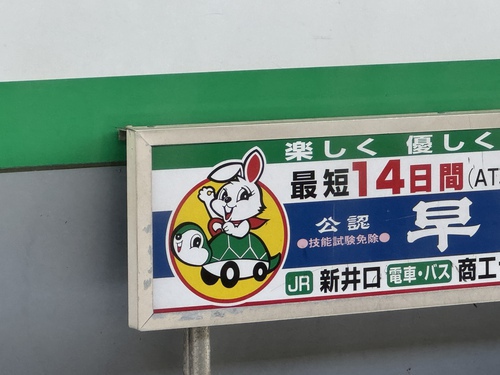 楽しく 優しく
最短14日間(AT
公認 早
●技能試験免除●
JR 新井口 電車・バス 商工